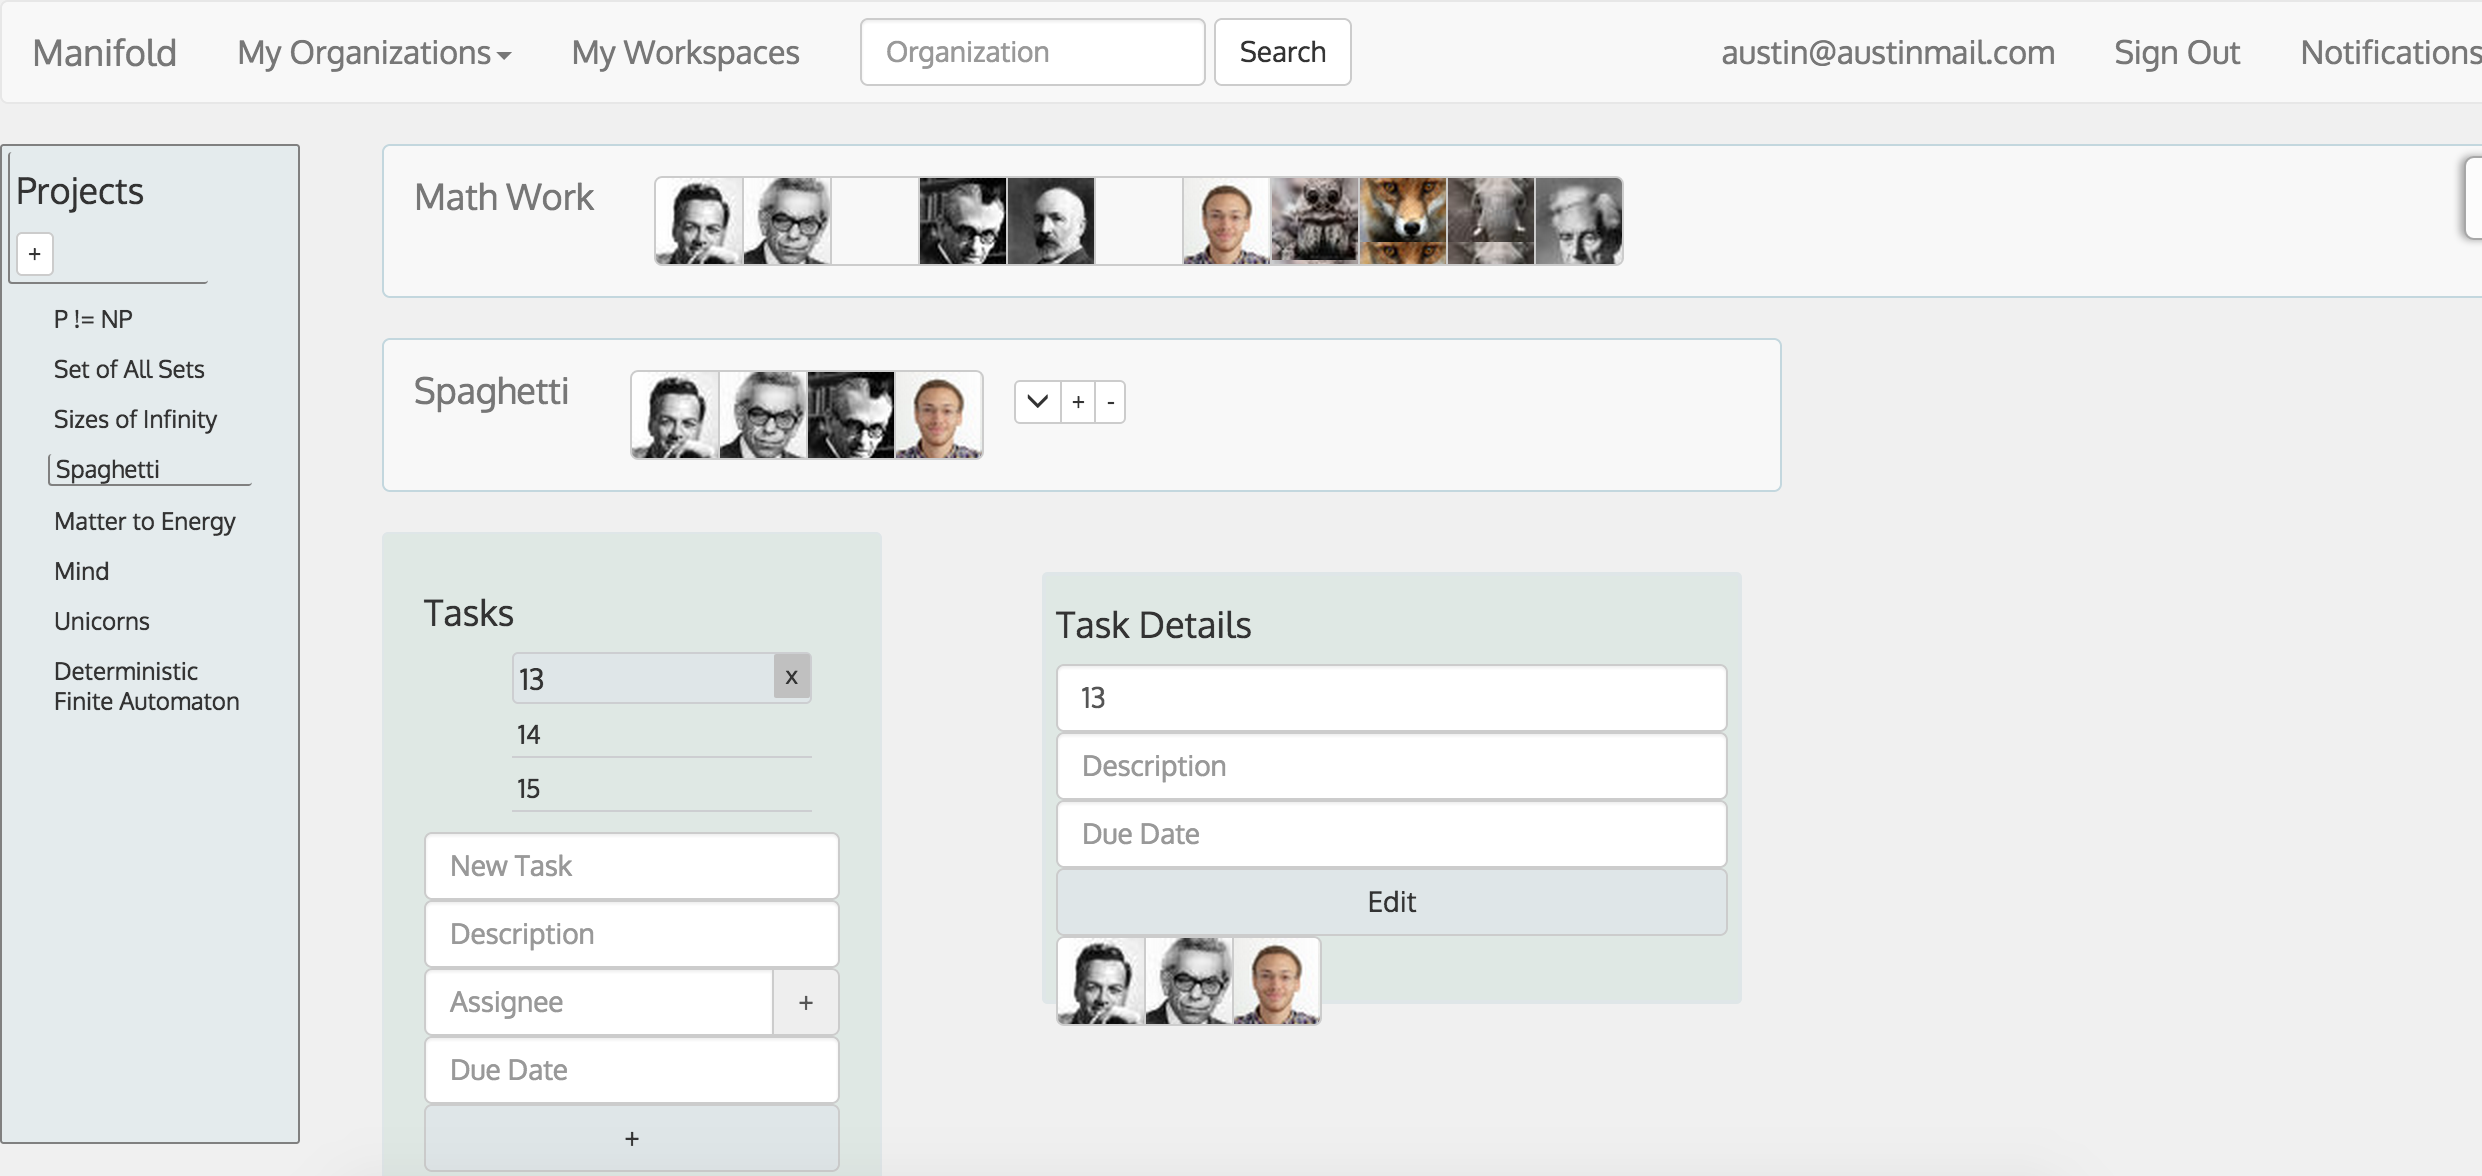 Manifold My Organizations My Workspaces Organization Search austin@austinmail.com Sign Out Notifications
Projects
+
P != NP
Set of All Sets
Sizes of Infinity
Spaghetti
Matter to Energy
Mind
Unicorns
Deterministic
Finite Automaton
Math Work
Spaghetti + -
Tasks
13 x
14
15
New Task
Description
Assignee +
Due Date
+
Task Details
13
Description
Due Date
Edit